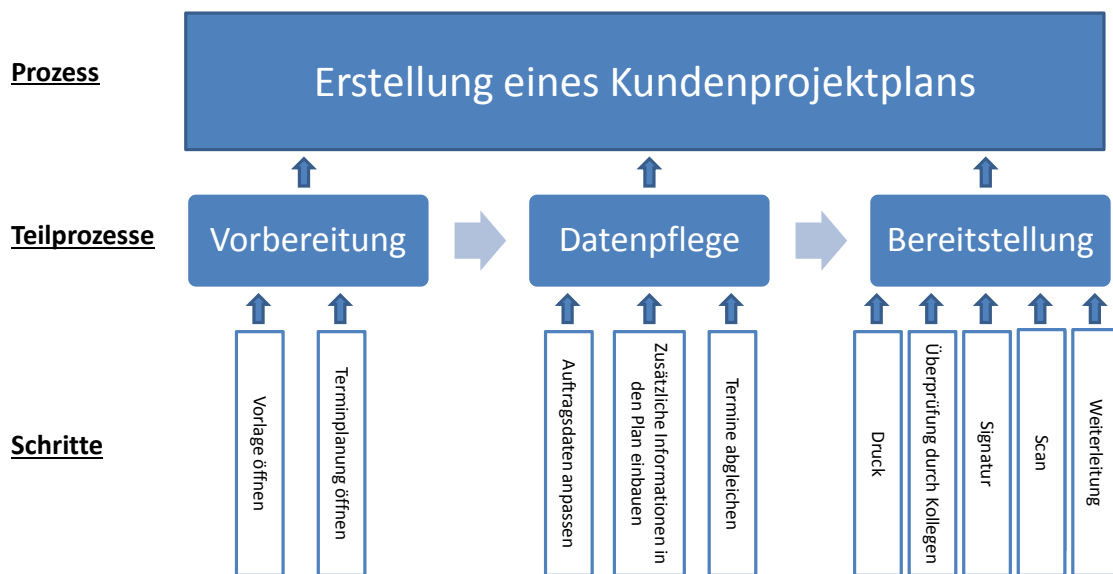 Prozess
Erstellung eines Kundenprojektplans
Teilprozesse
Vorbereitung
Datenpflege
Bereitstellung
Schritte
Vorlage öffnen
Terminplanung öffnen
Auftragsdaten anpassen
Zusätzliche Informationen in
den Plan einbauen
Termine abgleichen
Druck
Überprüfung durch Kollegen
Signatur
Scan
Weiterleitung